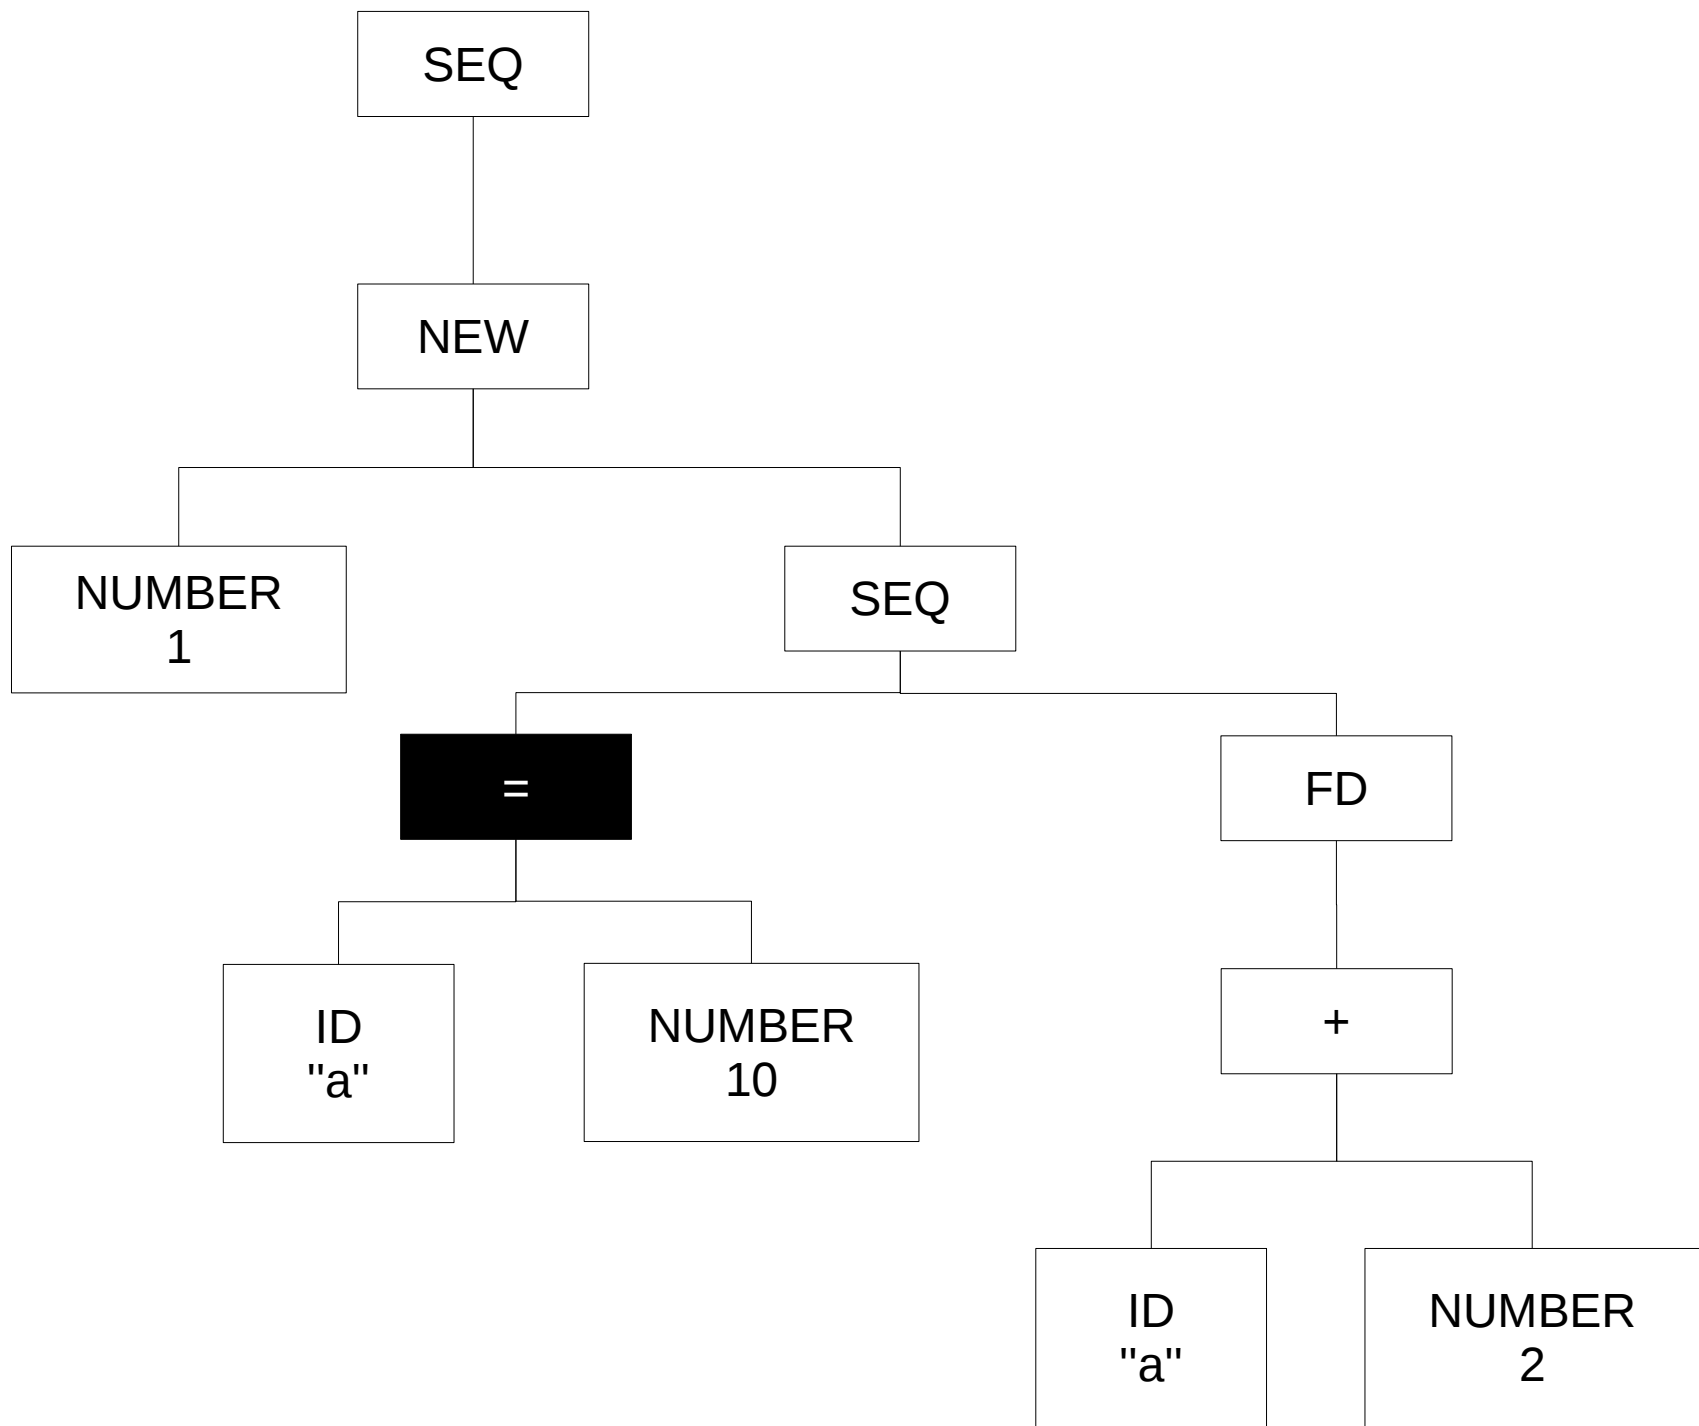 SEQ
NEW
NUMBER
1
SEQ
=
FD
ID
"a"
NUMBER
10
+
ID
"a"
NUMBER
2